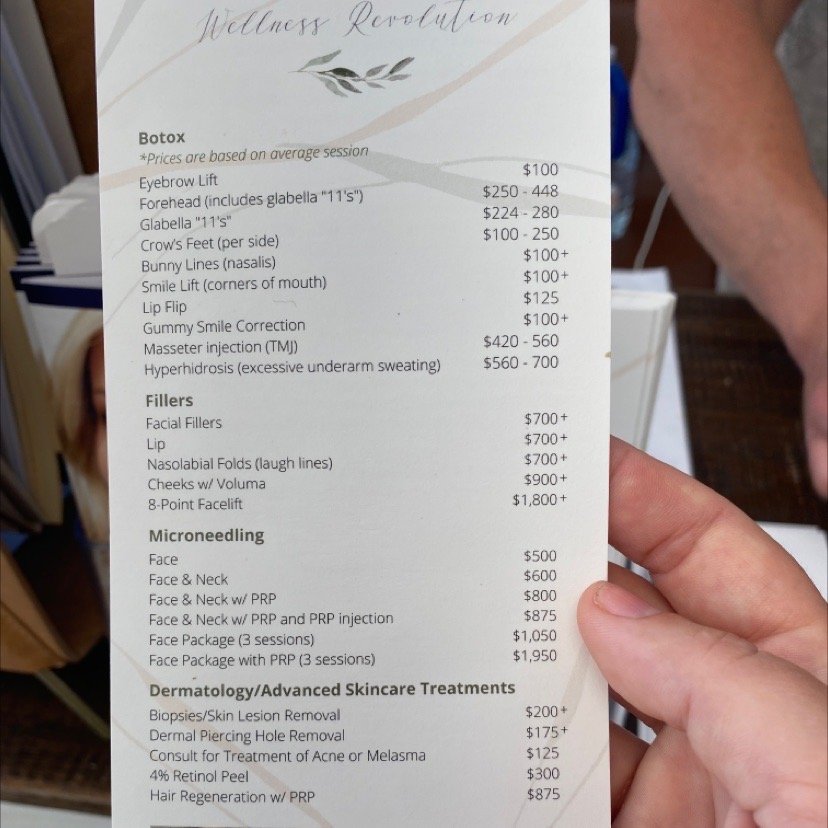 Wellness Revolution
Botox
*Prices are based on average session
Eyebrow Lift $100
Forehead (includes glabella "11's") $250 - 448
Glabella "11's" $224 - 280
Crow's Feet (per side) $100 - 250
Bunny Lines (nasalis) $100+
Smile Lift (corners of mouth) $100+
Lip Flip $125
Gummy Smile Correction $100+
Masseter injection (TMJ) $420 - 560
Hyperhidrosis (excessive underarm sweating) $560 - 700
Fillers
Facial Fillers $700+
Lip $700+
Nasolabial Folds (laugh lines) $700+
Cheeks w/ Voluma $900+
8-Point Facelift $1,800+
Microneedling
Face $500
Face & Neck $600
Face & Neck w/ PRP $800
Face & Neck w/ PRP and PRP injection $875
Face Package (3 sessions) $1,050
Face Package with PRP (3 sessions) $1,950
Dermatology/Advanced Skincare Treatments
Biopsies/Skin Lesion Removal $200+
Dermal Piercing Hole Removal $175+
Consult for Treatment of Acne or Melasma $125
4% Retinol Peel $300
Hair Regeneration w/ PRP $875